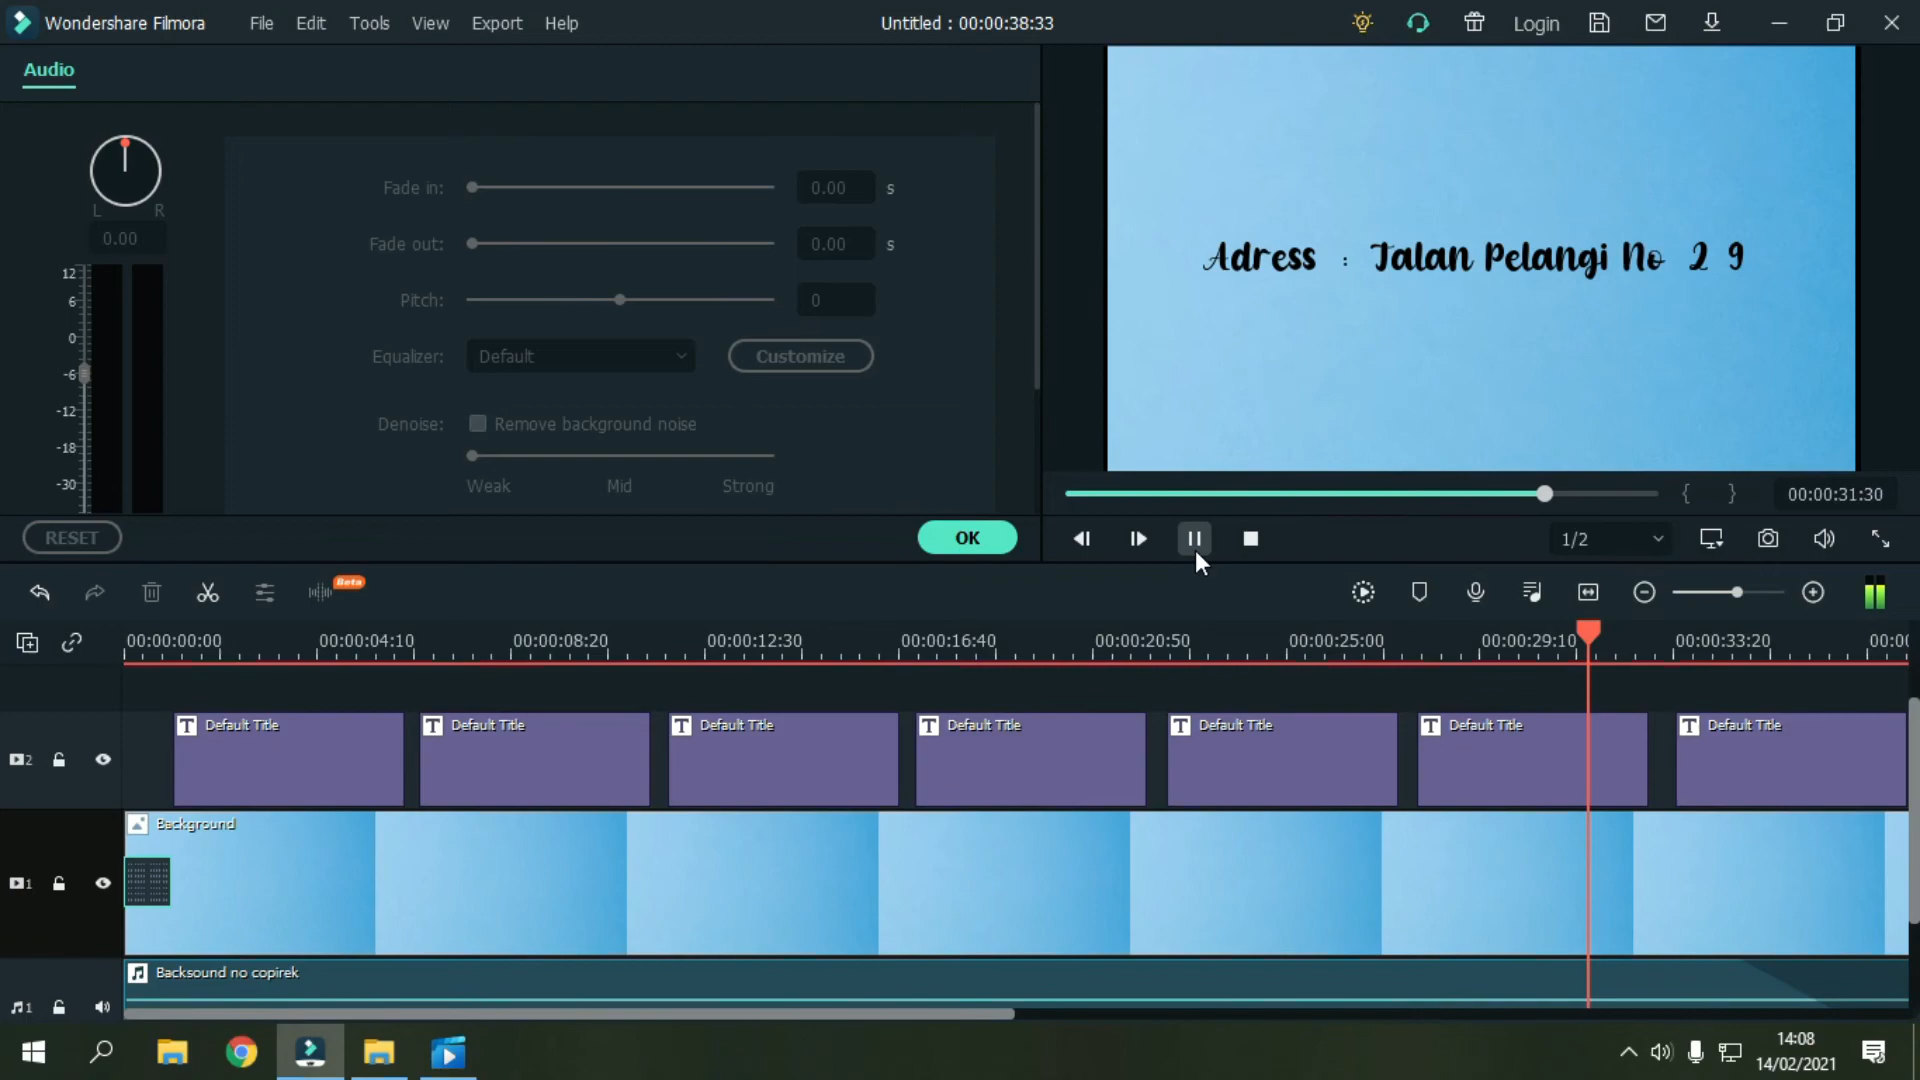 Wondershare Filmora File Edit Tools View Export Help Untitled : 00:00:38:33 Login
Audio
L R
0.00
12
6
0
-6
-12
-18
-30
Fade in: 0.00 s
Fade out: 0.00 s
Pitch: 0
Equalizer: Default Customize
Denoise: Remove background noise
Weak Mid Strong
RESET OK
Adress : Jalan Pelangi No 2 9
{ } 00:00:31:30
1/2
Beta
00:00:00:00 00:00:04:10 00:00:08:20 00:00:12:30 00:00:16:40 00:00:20:50 00:00:25:00 00:00:29:10 00:00:33:20 00:00
T Default Title T Default Title T Default Title T Default Title T Default Title T Default Title T Default Title
2
Background
1
Backsound no copirek
1
14:08
14/02/2021